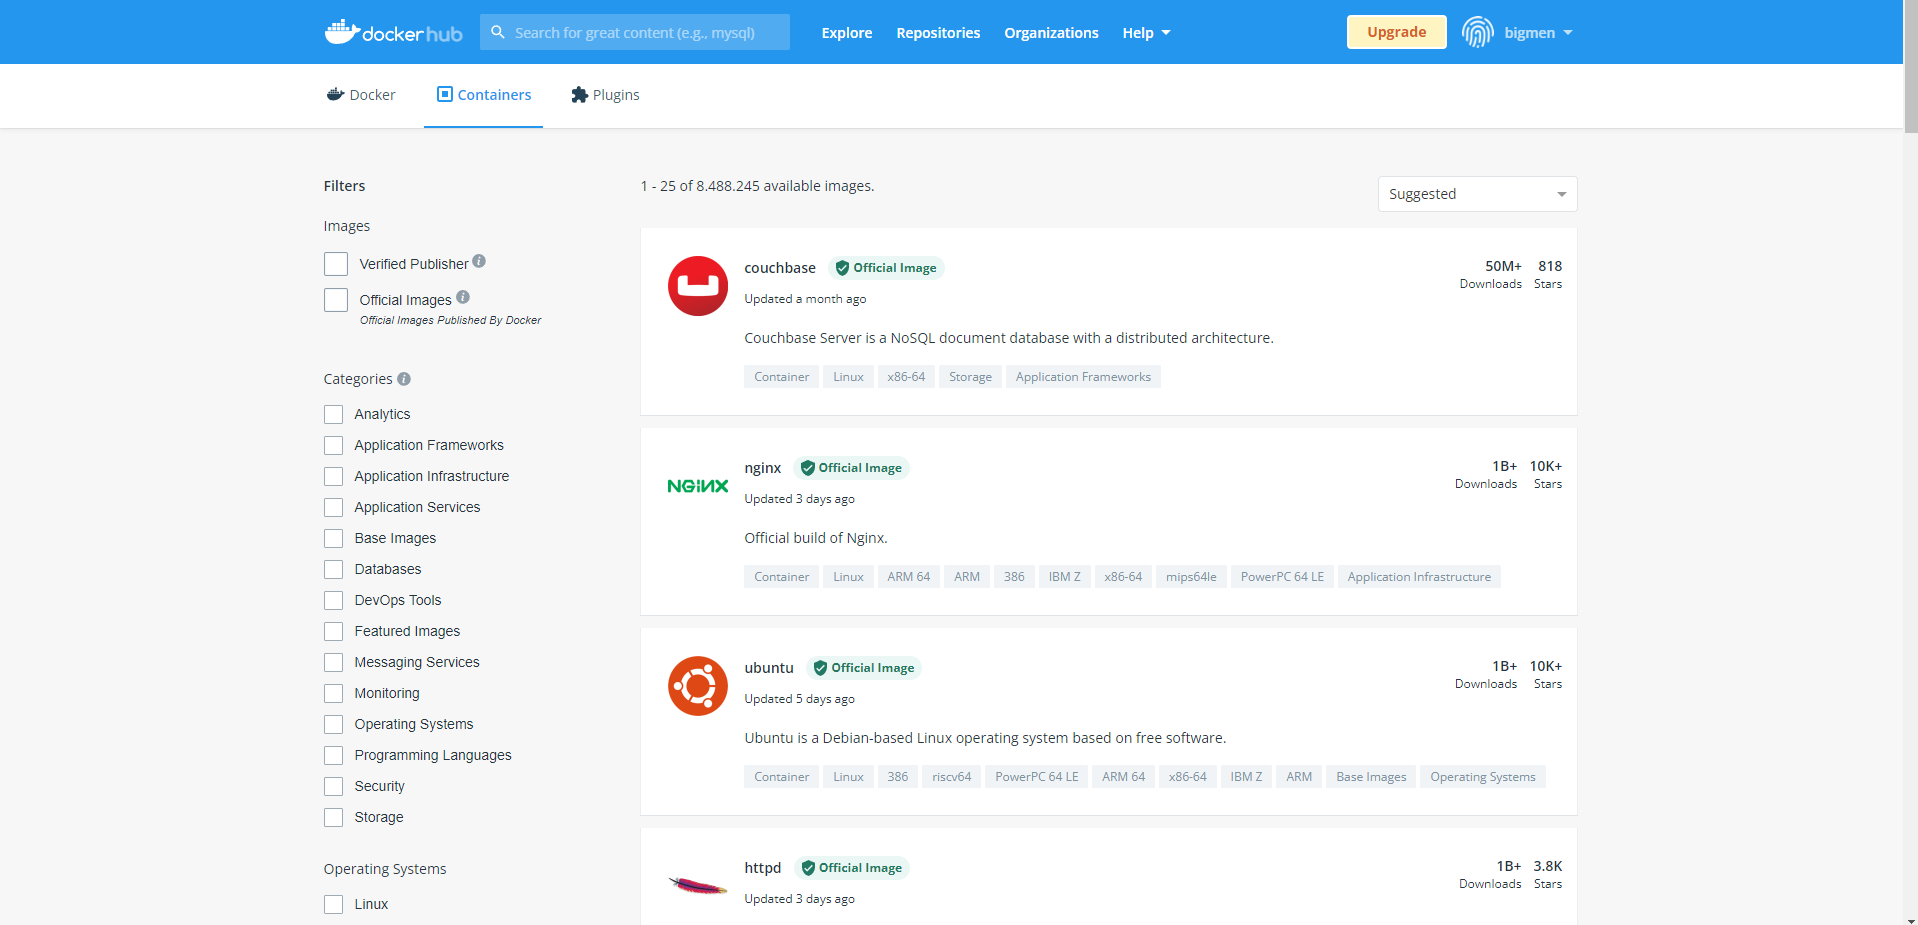 docker hub
Search for great content (e.g., mysql)
Explore
Repositories
Organizations
Help
Upgrade
bigmen
Docker
Containers
Plugins
Filters
Images
Verified Publisher
Official Images
Official Images Published By Docker
Categories
Analytics
Application Frameworks
Application Infrastructure
Application Services
Base Images
Databases
DevOps Tools
Featured Images
Messaging Services
Monitoring
Operating Systems
Programming Languages
Security
Storage
Operating Systems
Linux
1 - 25 of 8.488.245 available images.
Suggested
couchbase
Official Image
Updated a month ago
50M+ 818
Downloads Stars
Couchbase Server is a NoSQL document database with a distributed architecture.
Container Linux x86-64 Storage Application Frameworks
NGINX
nginx
Official Image
Updated 3 days ago
1B+ 10K+
Downloads Stars
Official build of Nginx.
Container Linux ARM 64 ARM 386 IBM Z x86-64 mips64le PowerPC 64 LE Application Infrastructure
ubuntu
Official Image
Updated 5 days ago
1B+ 10K+
Downloads Stars
Ubuntu is a Debian-based Linux operating system based on free software.
Container Linux 386 riscv64 PowerPC 64 LE ARM 64 x86-64 IBM Z ARM Base Images Operating Systems
httpd
Official Image
Updated 3 days ago
1B+ 3.8K
Downloads Stars